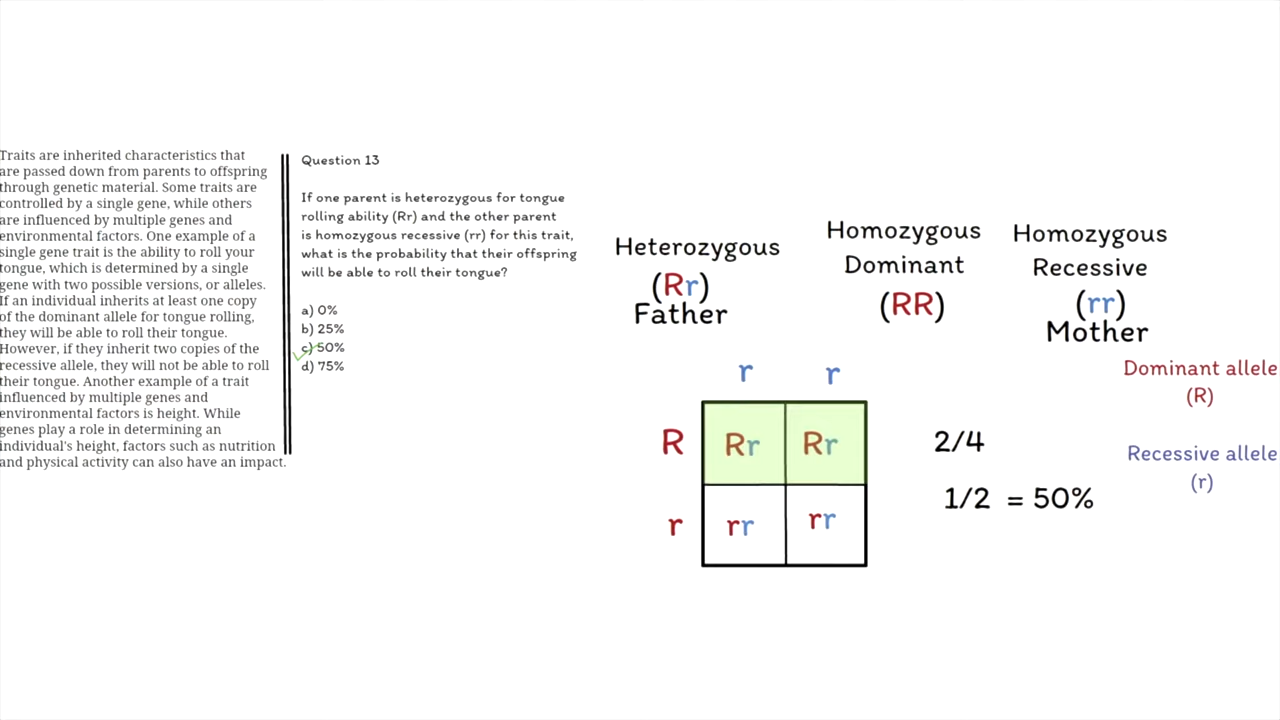 Traits are inherited characteristics that
are passed down from parents to offspring
through genetic material. Some traits are
controlled by a single gene, while others
are influenced by multiple genes and
environmental factors. One example of a
single gene trait is the ability to roll your
tongue, which is determined by a single
gene with two possible versions, or alleles.
If an individual inherits at least one copy
of the dominant allele for tongue rolling,
they will be able to roll their tongue.
However, if they inherit two copies of the
recessive allele, they will not be able to roll
their tongue. Another example of a trait
influenced by multiple genes and
environmental factors is height. While
genes play a role in determining an
individual's height, factors such as nutrition
and physical activity can also have an impact.
Question 13
If one parent is heterozygous for tongue
rolling ability (Rr) and the other parent
is homozygous recessive (rr) for this trait,
what is the probability that their offspring
will be able to roll their tongue?
a) 0%
b) 25%
c) 50%
d) 75%
Heterozygous
(Rr)
Father
Homozygous
Dominant
(RR)
Homozygous
Recessive
(rr)
Mother
Dominant allele
(R)
Recessive allele
(r)
r r
R Rr Rr
r rr rr
2/4
1/2 = 50%